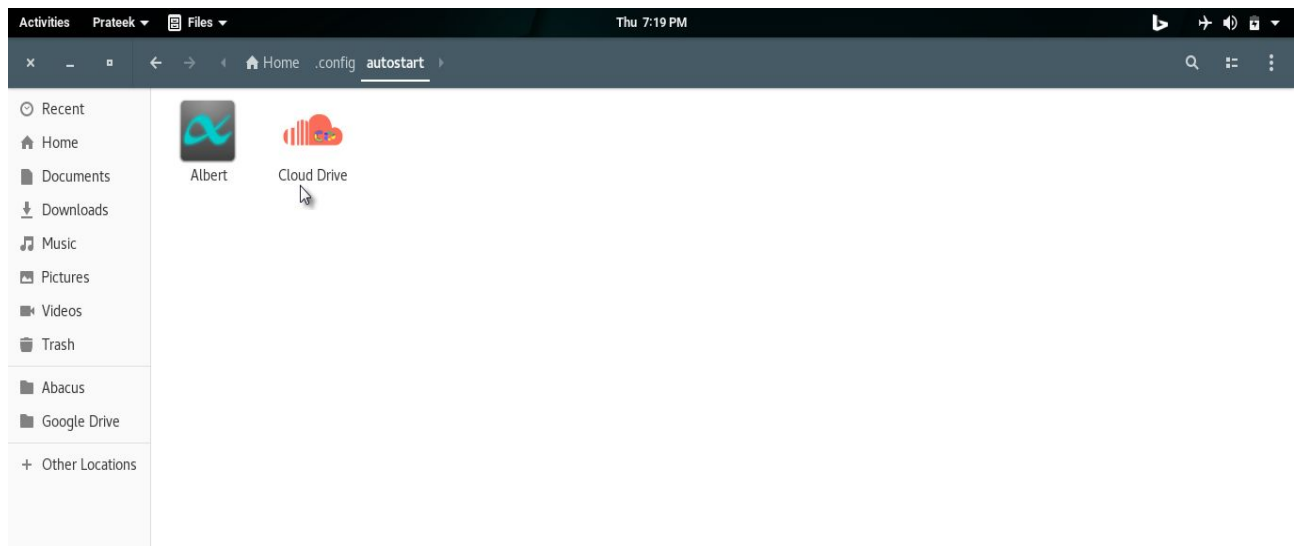 Activities Prateek Files Thu 7:19 PM
Home .config autostart
Recent
Home
Documents
Downloads
Music
Pictures
Videos
Trash
Abacus
Google Drive
+ Other Locations
Albert Cloud Drive